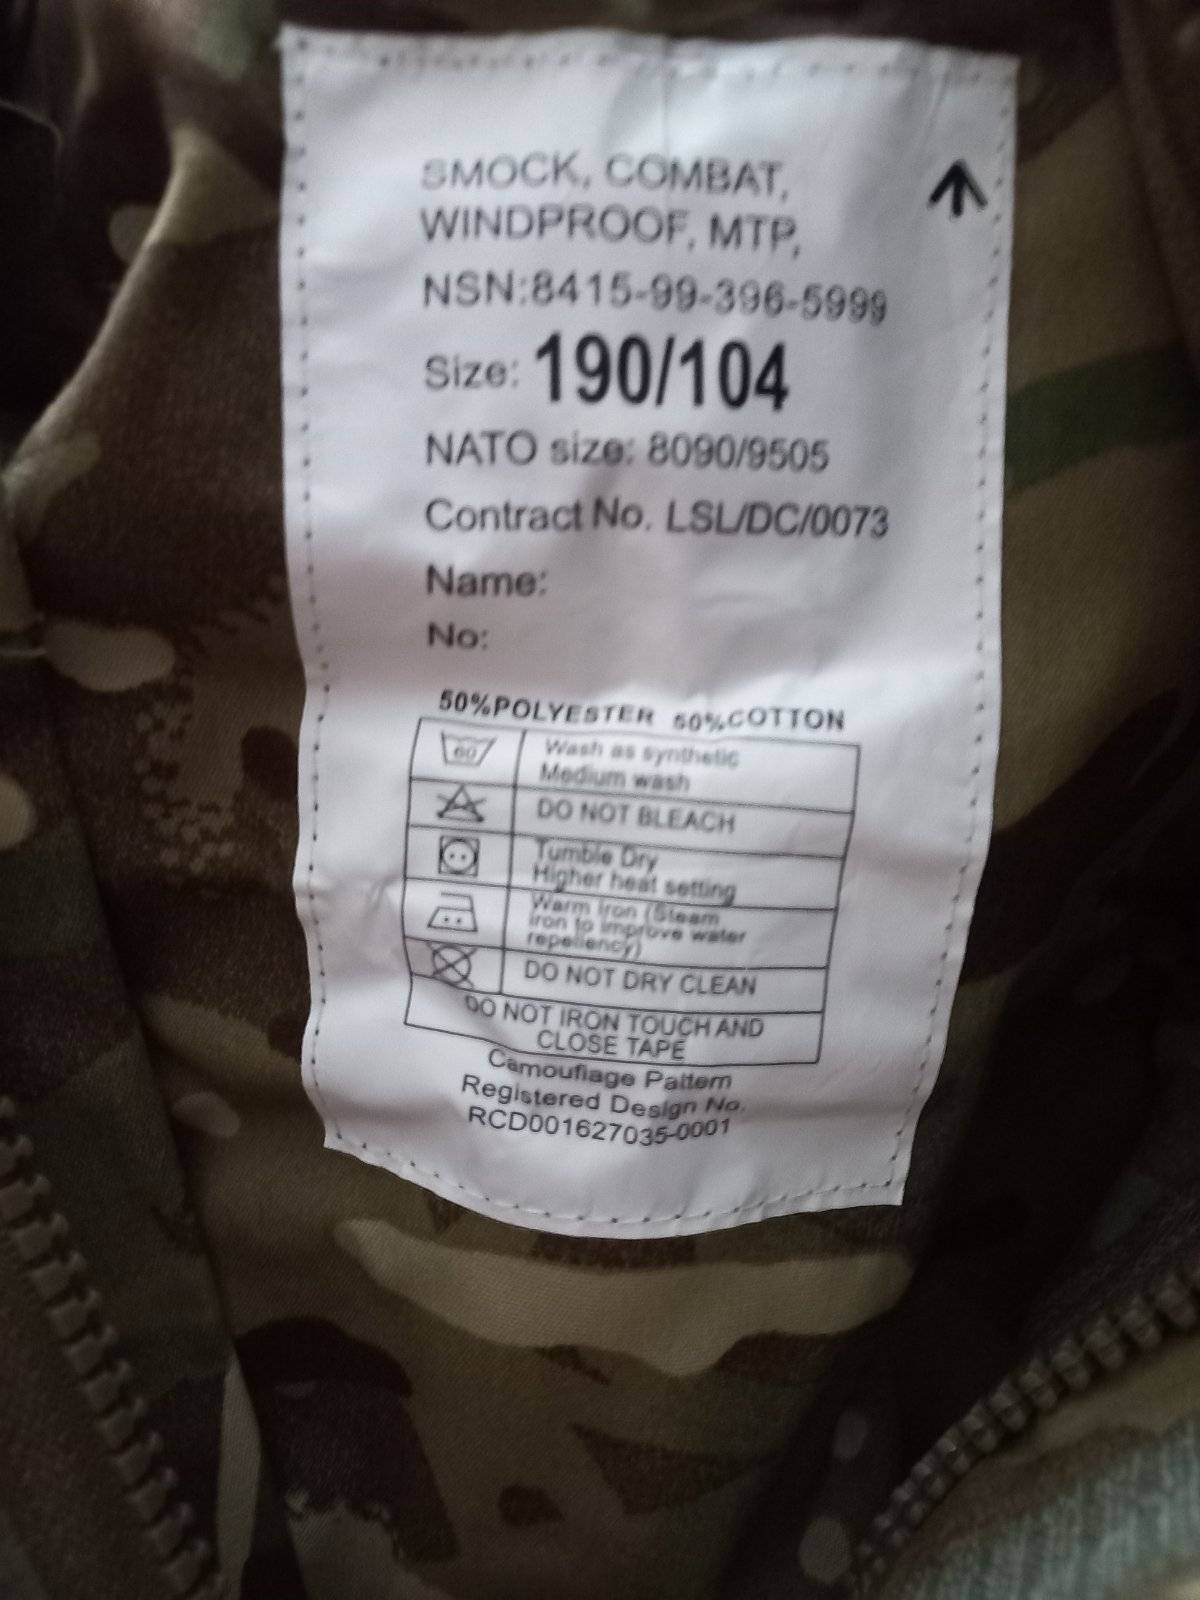 SMOCK, COMBAT,
WINDPROOF, MTP,
NSN:8415-99-396-5999
Size: 190/104
NATO size: 8090/9505
Contract No. LSL/DC/0073
Name:
No:
50%POLYESTER 50%COTTON
60
Wash as synthetic
Medium wash
DO NOT BLEACH
Tumble Dry
Higher heat setting
Warm Iron (Steam
iron to improve water
repellency)
DO NOT DRY CLEAN
DO NOT IRON TOUCH AND
CLOSE TAPE
Camouflage Pattern
Registered Design No.
RCD001627035-0001